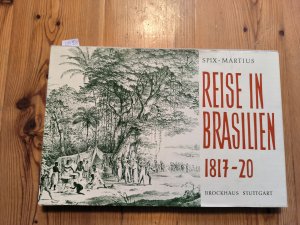 SPIX-MARTIUS
REISE IN
BRASILIEN
1817-20
BROCKHAUS STUTTGART